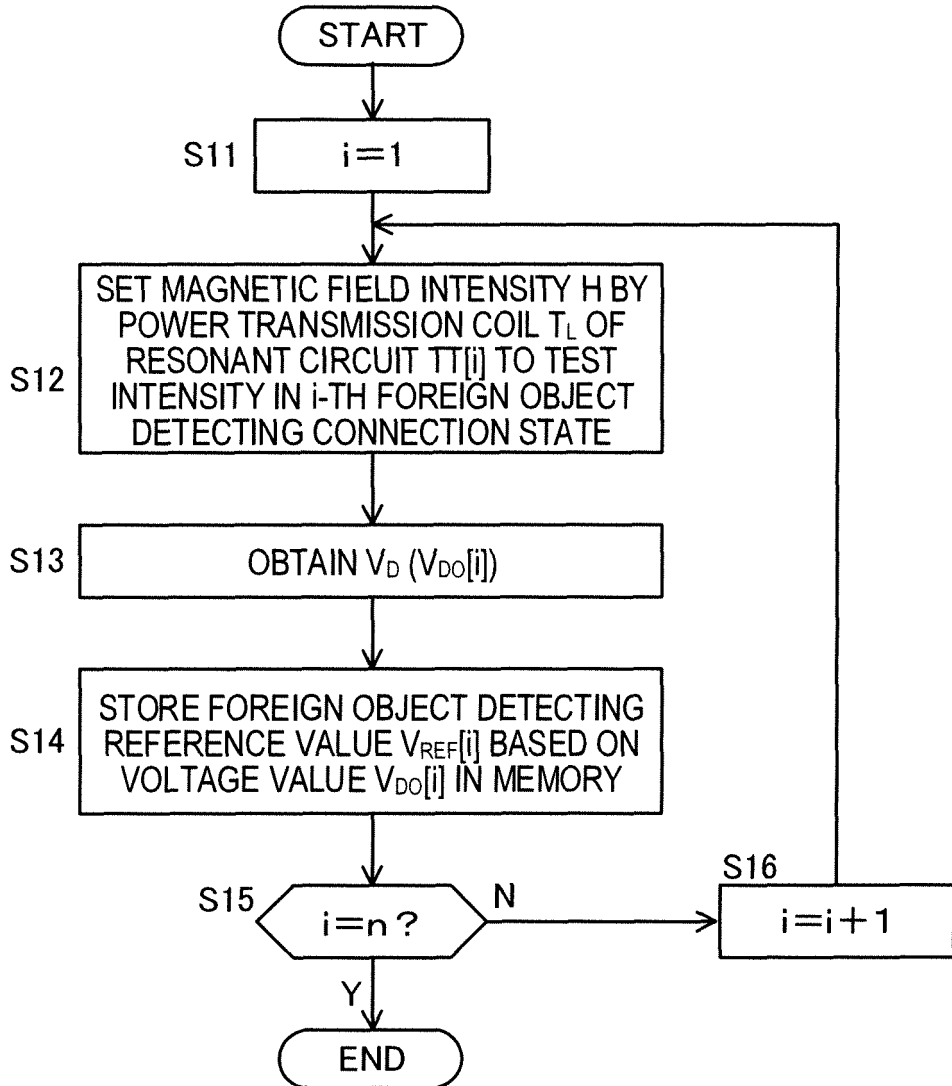 START
S11
i=1
S12
SET MAGNETIC FIELD INTENSITY H BY
POWER TRANSMISSION COIL TL OF
RESONANT CIRCUIT TT[i] TO TEST
INTENSITY IN i-TH FOREIGN OBJECT
DETECTING CONNECTION STATE
S13
OBTAIN VD (VDO[i])
S14
STORE FOREIGN OBJECT DETECTING
REFERENCE VALUE VREF[i] BASED ON
VOLTAGE VALUE VDO[i] IN MEMORY
S15
i=n?
N
S16
i=i+1
Y
END